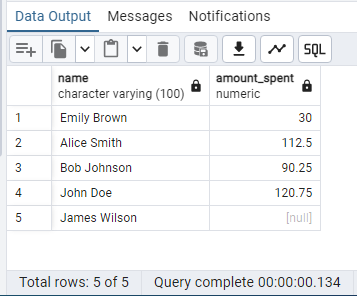 Data Output Messages Notifications
SQL
name amount_spent
character varying (100) numeric
1 Emily Brown 30
2 Alice Smith 112.5
3 Bob Johnson 90.25
4 John Doe 120.75
5 James Wilson [null]
Total rows: 5 of 5 Query complete 00:00:00.134